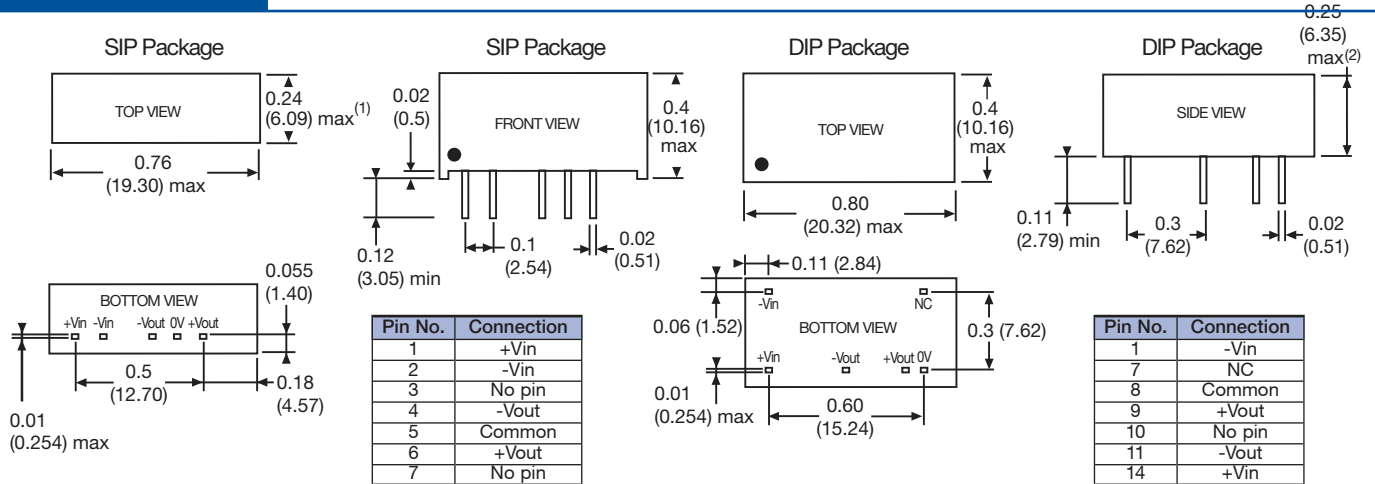 SIP Package
TOP VIEW
0.24
(6.09) max(1)
0.76
(19.30) max
SIP Package
0.02
(0.5)
FRONT VIEW
0.4
(10.16)
max
0.12
(3.05) min
0.1
(2.54)
0.02
(0.51)
DIP Package
TOP VIEW
0.4
(10.16)
max
0.80
(20.32) max
DIP Package
0.25
(6.35)
max(2)
SIDE VIEW
0.11
(2.79) min
0.3
(7.62)
0.02
(0.51)
BOTTOM VIEW
+Vin -Vin -Vout 0V +Vout
0.055
(1.40)
0.5
(12.70)
0.18
(4.57)
0.01
(0.254) max
Pin No. Connection
1 +Vin
2 -Vin
3 No pin
4 -Vout
5 Common
6 +Vout
7 No pin
0.11 (2.84)
-Vin NC
0.06 (1.52)
BOTTOM VIEW
0.3 (7.62)
+Vin -Vout +Vout 0V
0.01
(0.254) max
0.60
(15.24)
Pin No. Connection
1 -Vin
7 NC
8 Common
9 +Vout
10 No pin
11 -Vout
14 +Vin